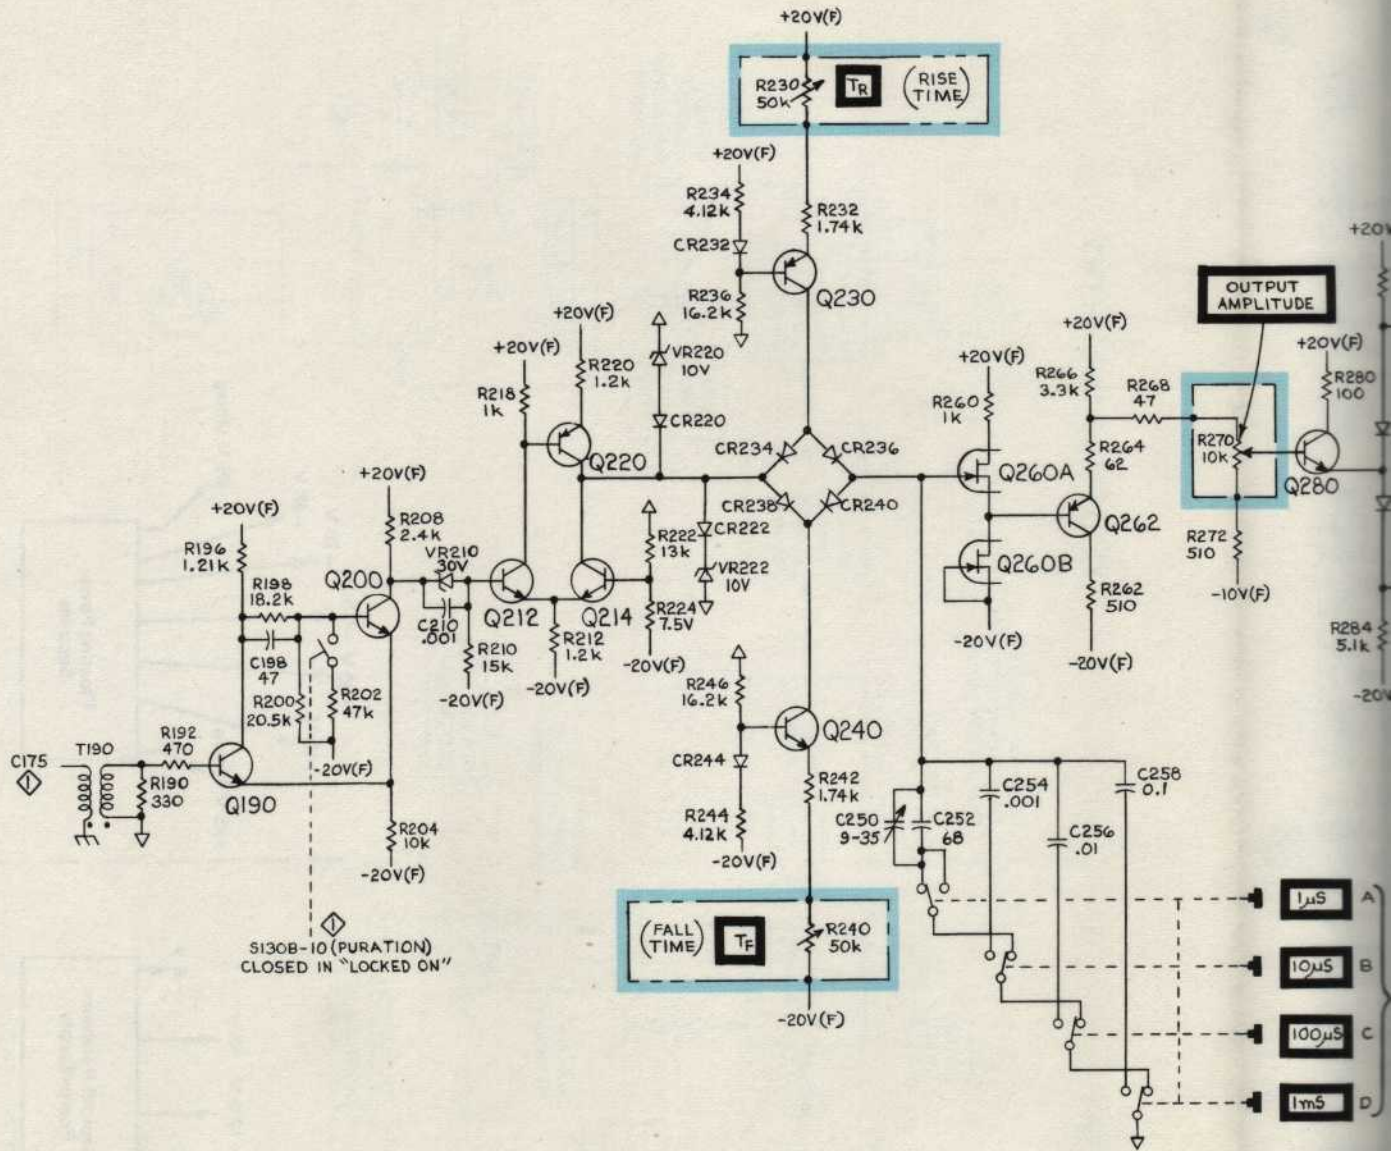 +20V(F)
R230
50k
TR
(RISE
TIME)
+20V(F)
R234
4.12k
R232
1.74k
CR232
R236
16.2k
Q230
+20V
OUTPUT
AMPLITUDE
+20V(F)
R220
1.2k
VR220
10V
CR220
+20V(F)
R218
1k
Q220
+20V(F)
R260
1k
+20V(F)
R266
3.3k
R268
47
R264
62
R270
10k
+20V(F)
R280
100
Q280
CR234
CR236
CR238
CR240
Q260A
Q262
Q260B
R272
510
-10V(F)
R262
510
-20V(F)
-20V(F)
R284
5.1k
-20V
+20V(F)
R208
2.4k
+20V(F)
R196
1.21k
R198
18.2k
Q200
VR210
30V
C210
.001
Q212
Q214
R222
13k
CR222
VR222
10V
R224
7.5V
R212
1.2k
R210
15k
-20V(F)
-20V(F)
-20V(F)
C198
47
R200
20.5k
R202
47k
-20V(F)
C175
1
T190
R192
470
R190
330
Q190
R204
10k
-20V(F)
1
S130B-10 (PURATION)
CLOSED IN "LOCKED ON"
R246
16.2k
Q240
CR244
R242
1.74k
R244
4.12k
-20V(F)
(FALL
TIME)
TF
R240
50k
-20V(F)
C250
9-35
C252
68
C254
.001
C256
.01
C258
0.1
1µS A
10µS B
100µS C
1mS D